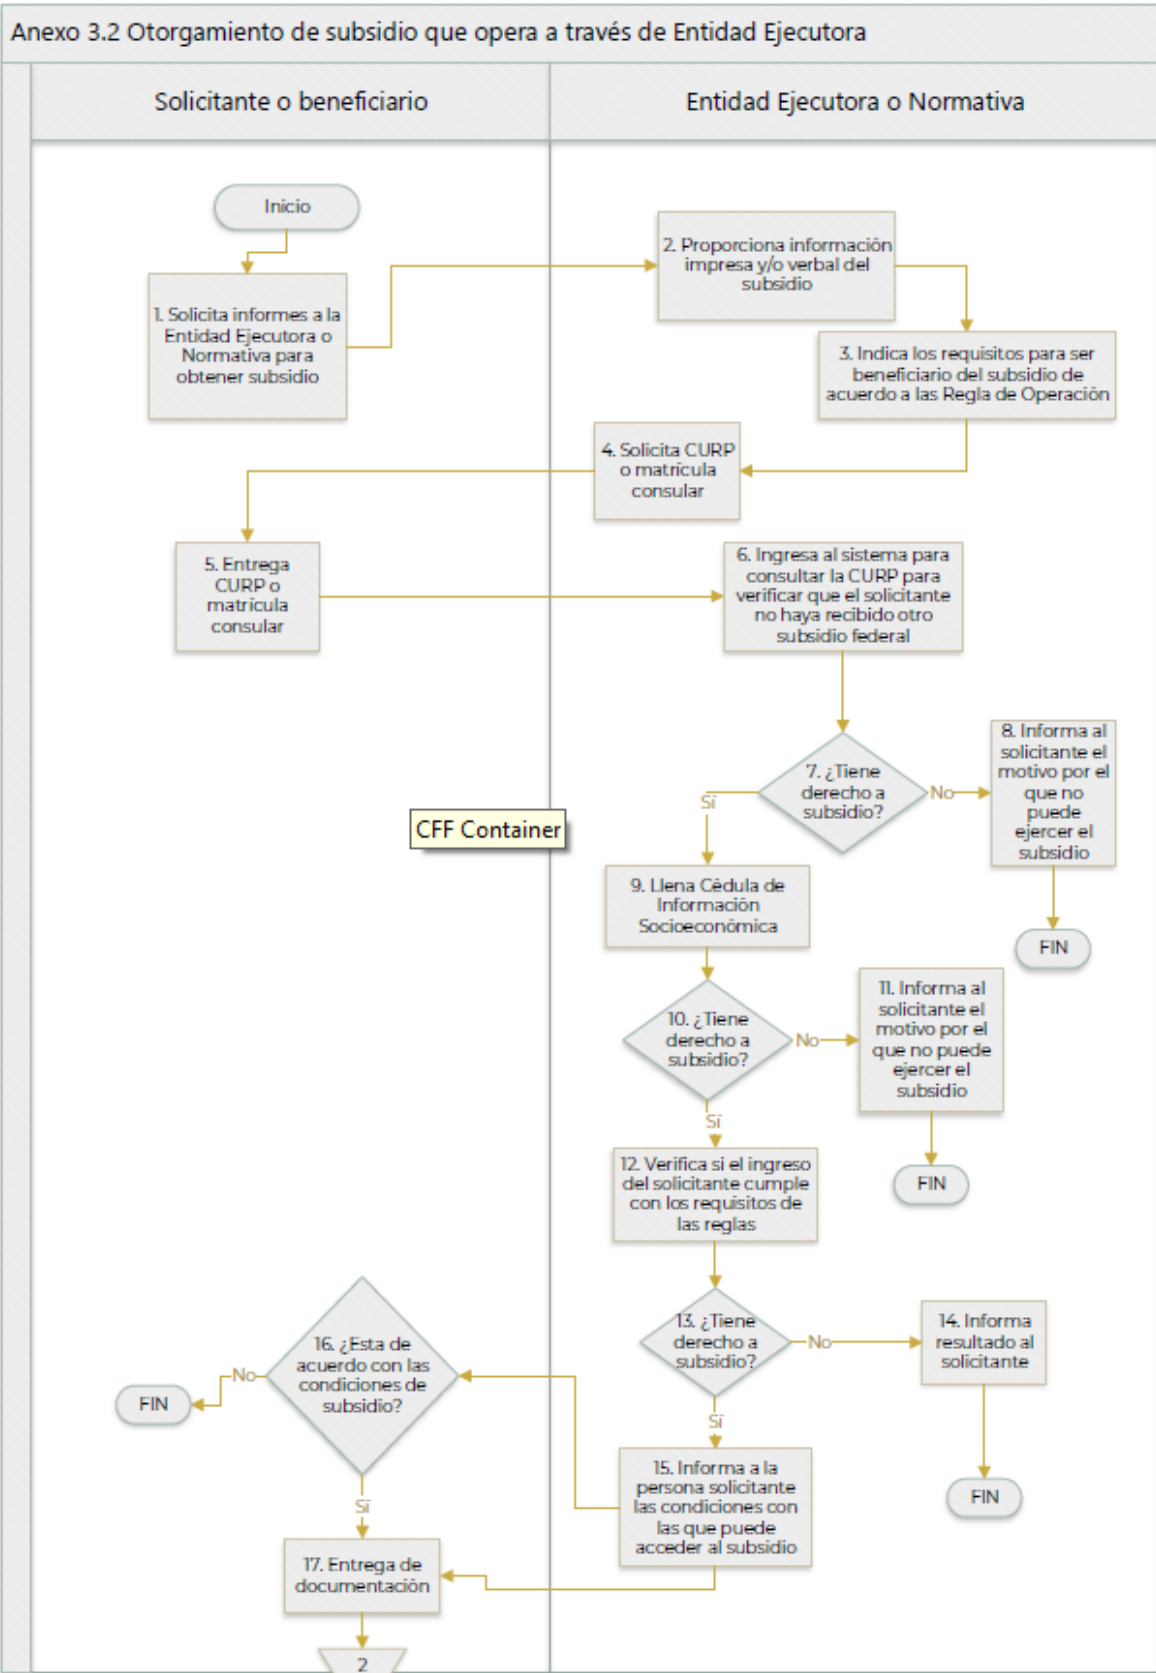 Anexo 3.2 Otorgamiento de subsidio que opera a través de Entidad Ejecutora
Solicitante o beneficiario
Entidad Ejecutora o Normativa
Inicio
1. Solicita informes a la
Entidad Ejecutora o
Normativa para
obtener subsidio
2. Proporciona información
impresa y/o verbal del
subsidio
3. Indica los requisitos para ser
beneficiario del subsidio de
acuerdo a las Regla de Operación
4. Solicita CURP
o matrícula
consular
5. Entrega
CURP o
matrícula
consular
6. Ingresa al sistema para
consultar la CURP para
verificar que el solicitante
no haya recibido otro
subsidio federal
7. ¿Tiene
derecho a
subsidio?
No
Sí
8. Informa al
solicitante el
motivo por el
que no
puede
ejercer el
subsidio
FIN
CFF Container
9. Llena Cédula de
Información
Socioeconómica
10. ¿Tiene
derecho a
subsidio?
No
Sí
11. Informa al
solicitante el
motivo por el
que no puede
ejercer el
subsidio
FIN
12. Verifica si el ingreso
del solicitante cumple
con los requisitos de
las reglas
13. ¿Tiene
derecho a
subsidio?
No
Sí
14. Informa
resultado al
solicitante
FIN
15. Informa a la
persona solicitante
las condiciones con
las que puede
acceder al subsidio
16. ¿Esta de
acuerdo con las
condiciones de
subsidio?
No
FIN
Sí
17. Entrega de
documentación
2